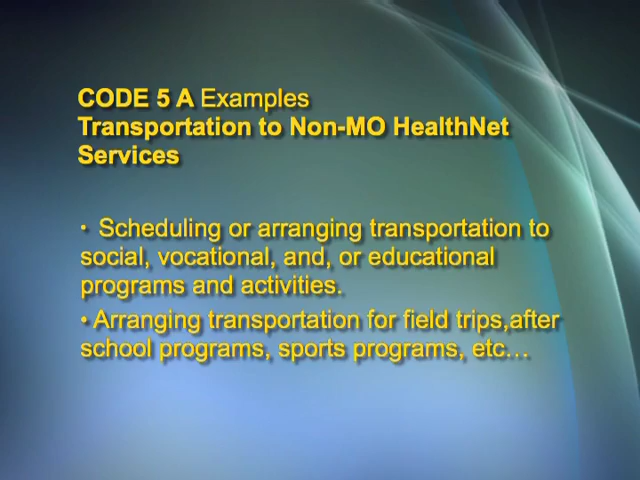 CODE 5 A Examples
Transportation to Non-MO HealthNet
Services
• Scheduling or arranging transportation to
social, vocational, and, or educational
programs and activities.
• Arranging transportation for field trips,after
school programs, sports programs, etc…